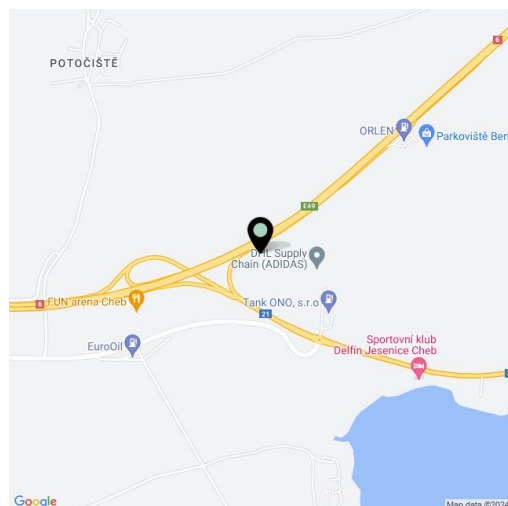 6
POTOČIŠTĚ
ORLEN
Parkoviště Ben
E49
DHL Supply
Chain (ADIDAS)
6
FUN arena Cheb
Tank ONO, s.r.o
21
EuroOil
Sportovní klub
Delfín Jesenice Cheb
Google
Map data ©2024